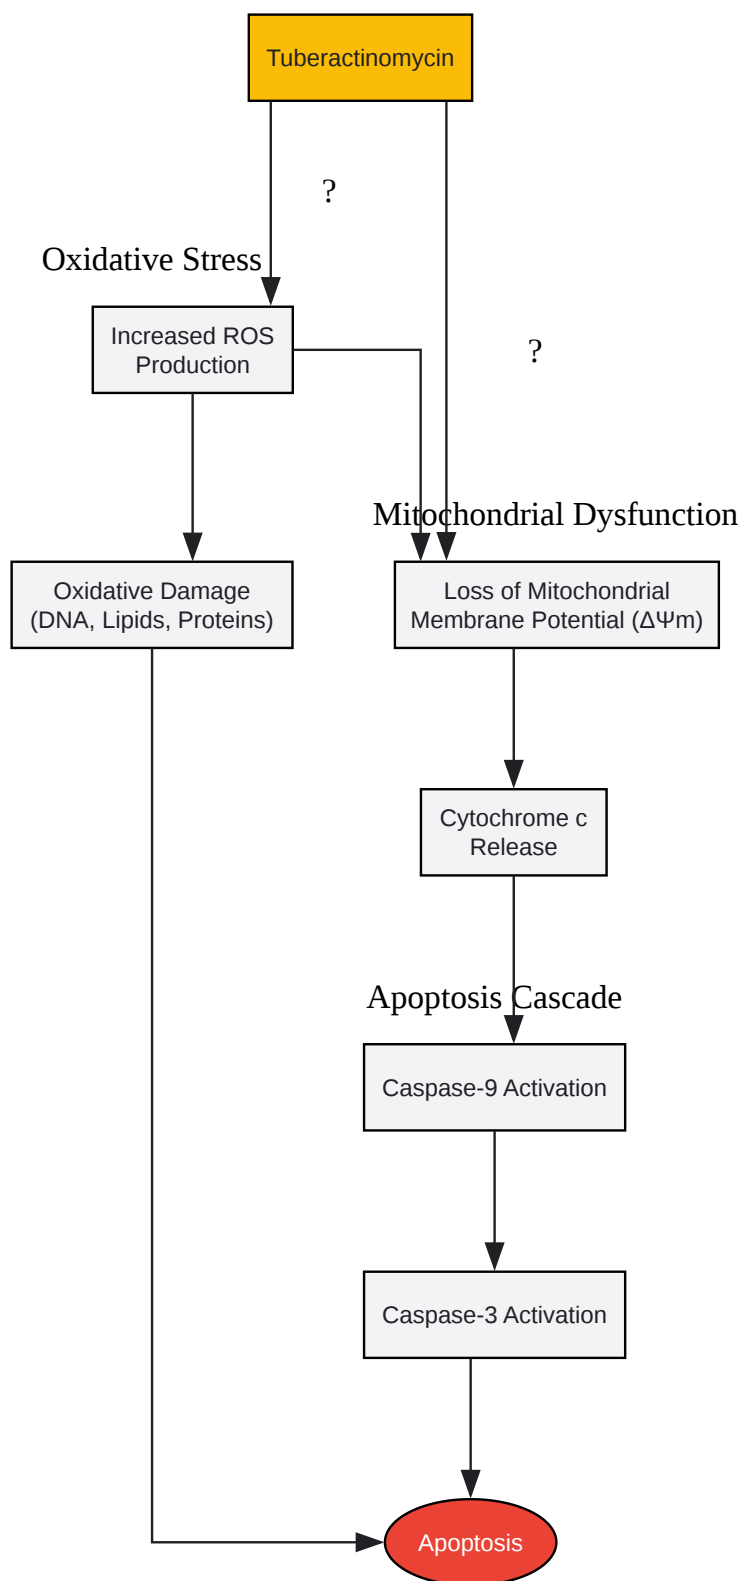 Tuberactinomycin
?
Oxidative Stress
Increased ROS
Production
?
Mitochondrial Dysfunction
Oxidative Damage
(DNA, Lipids, Proteins)
Loss of Mitochondrial
Membrane Potential (ΔΨm)
Cytochrome c
Release
Apoptosis Cascade
Caspase-9 Activation
Caspase-3 Activation
Apoptosis